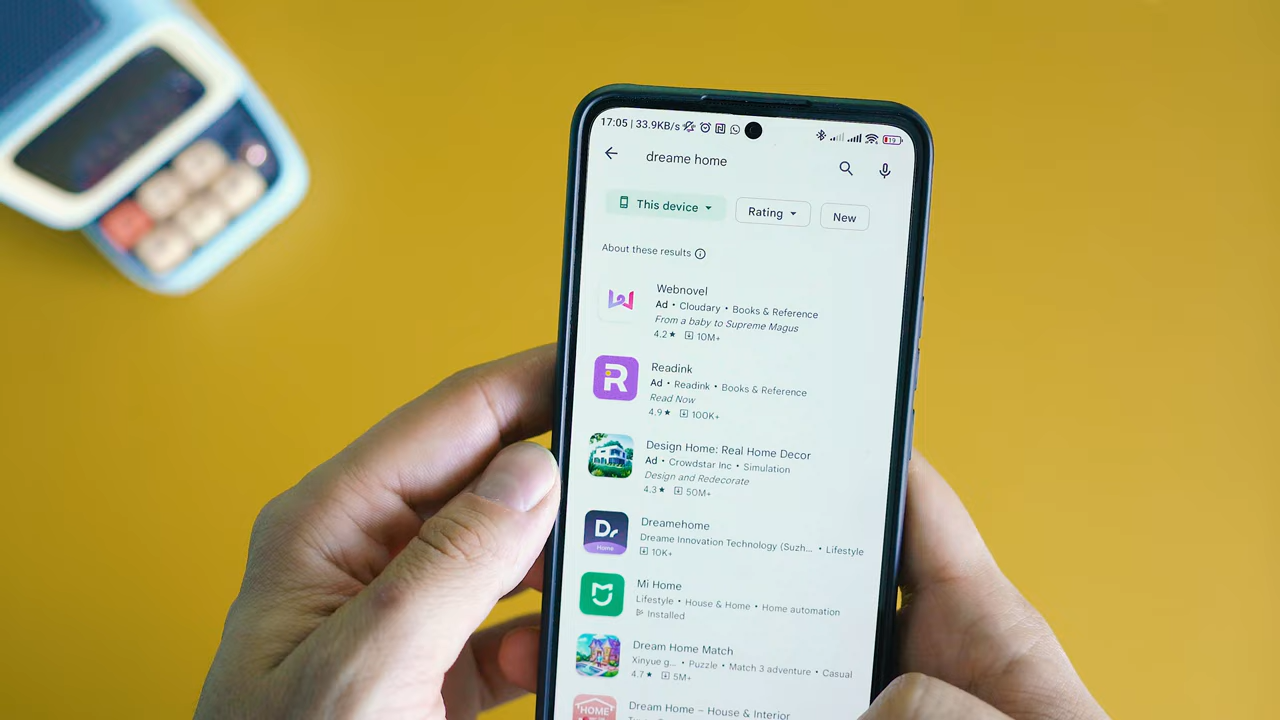 17:05 | 33.9KB/s
19
dreame home
This device
Rating
New
About these results
Webnovel
Ad • Cloudary • Books & Reference
From a baby to Supreme Magus
4.2★ 10M+
R
Readink
Ad • Readink • Books & Reference
Read Now
4.9★ 100K+
Design Home: Real Home Decor
Ad • Crowdstar Inc • Simulation
Design and Redecorate
4.3★ 50M+
Dr
Home
Dreamehome
Dreame Innovation Technology (Suzh... • Lifestyle
10K+
Mi Home
Lifestyle • House & Home • Home automation
Installed
Dream Home Match
Xinyue g... • Puzzle • Match 3 adventure • Casual
4.7★ 5M+
HOME
Dream Home – House & Interior